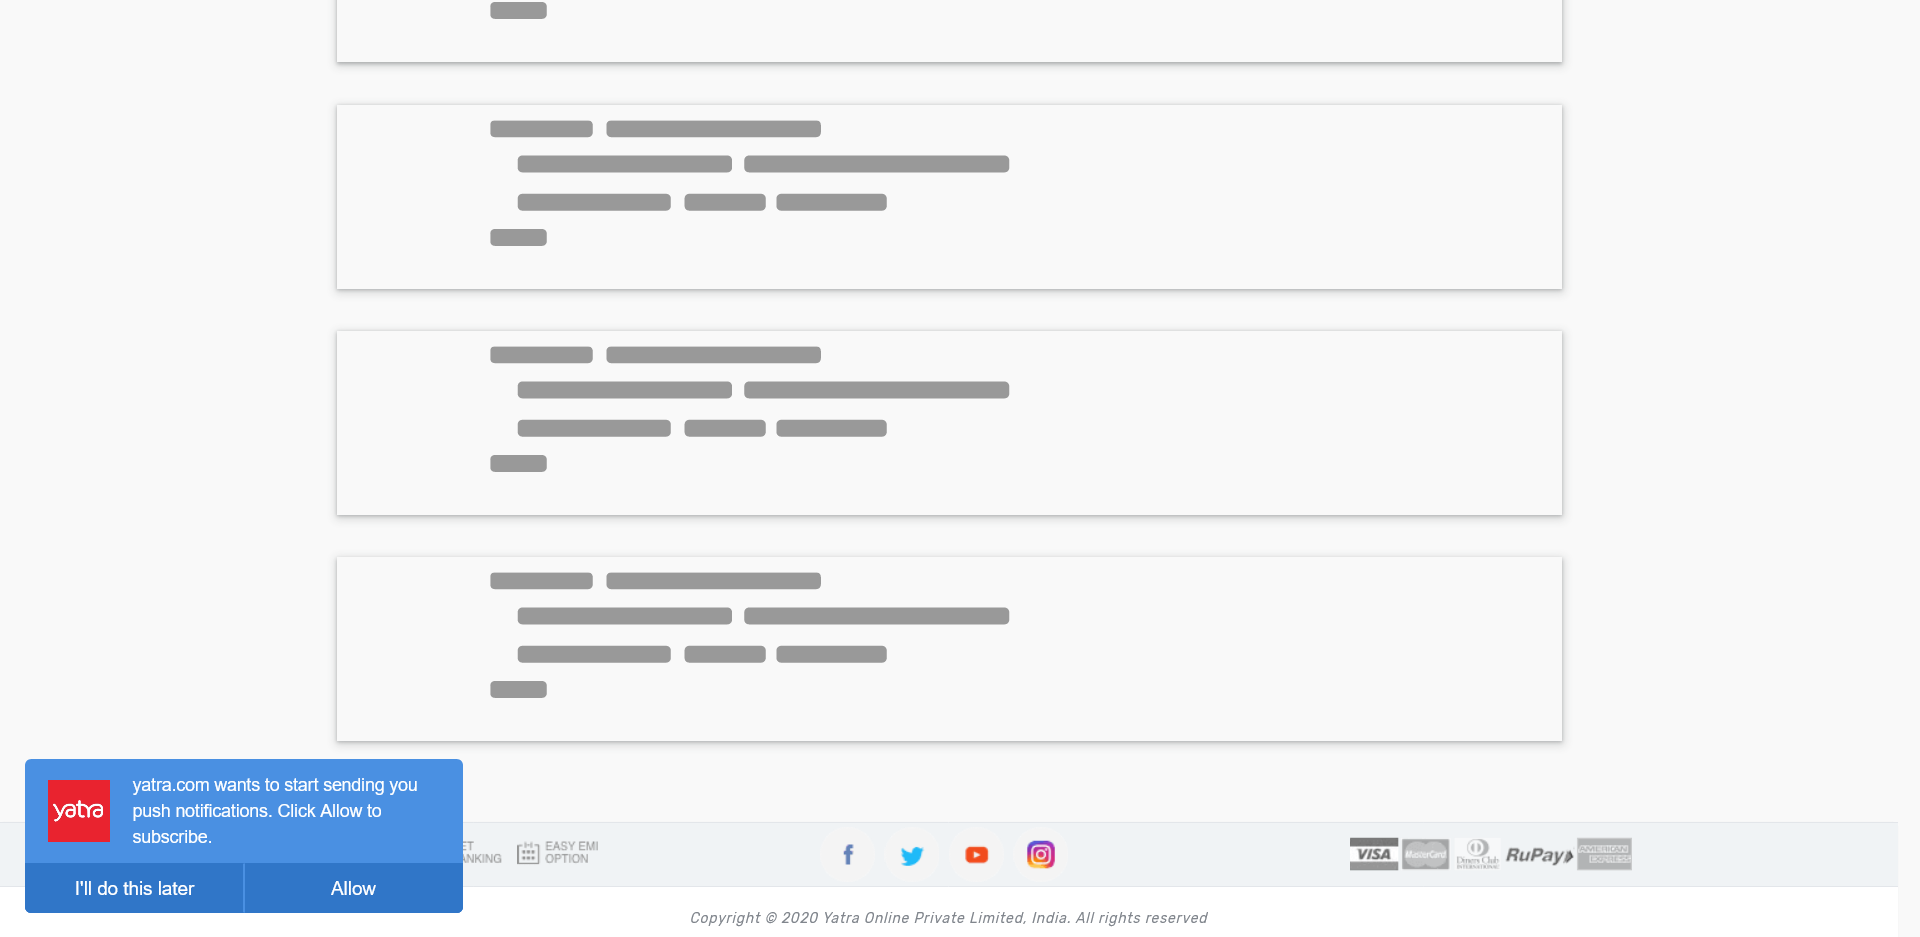 yatra.com wants to start sending you
push notifications. Click Allow to
subscribe.
yatra
I'll do this later
Allow
ET
ANKING
EASY EMI
OPTION
VISA
MasterCard
Diners Club
INTERNATIONAL
RuPay
AMERICAN
EXPRESS
Copyright © 2020 Yatra Online Private Limited, India. All rights reserved